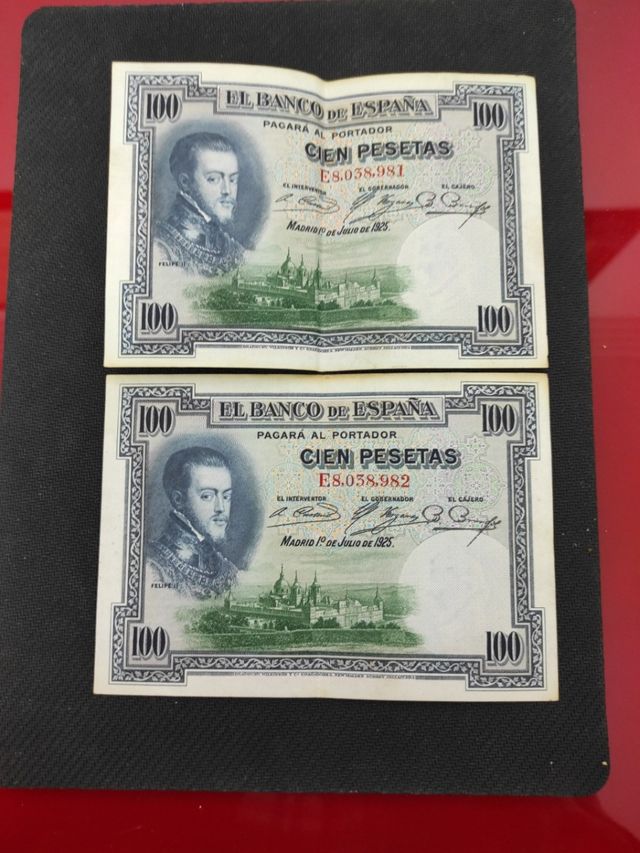 100 EL BANCO DE ESPAÑA 100
PAGARÁ AL PORTADOR
CIEN PESETAS
E8,038,981
EL INTERVENTOR EL GOBERNADOR EL CAJERO
MADRID 1º DE JULIO DE 1925.
FELIPE II
100 100
100 EL BANCO DE ESPAÑA 100
PAGARÁ AL PORTADOR
CIEN PESETAS
E8,038,982
EL INTERVENTOR EL GOBERNADOR EL CAJERO
MADRID 1º DE JULIO DE 1925.
FELIPE II
100 100